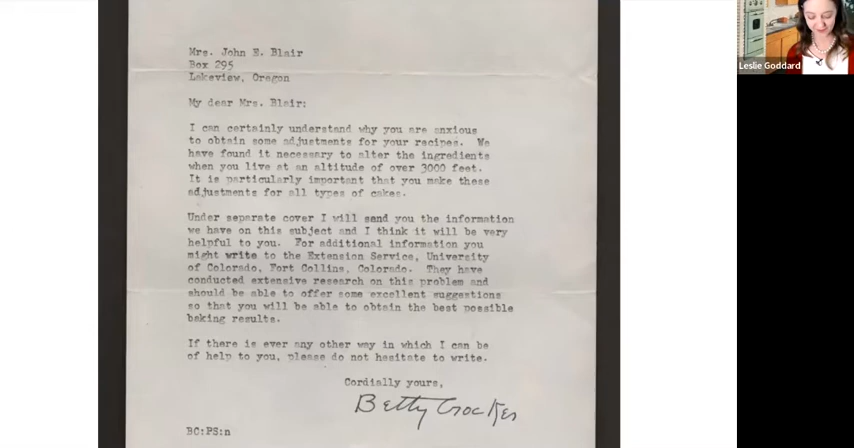 Mrs. John E. Blair
Box 295
Lakeview, Oregon
My dear Mrs. Blair:
I can certainly understand why you are anxious
to obtain some adjustments for your recipes. We
have found it necessary to alter the ingredients
when you live at an altitude of over 3000 feet.
It is particularly important that you make these
adjustments for all types of cakes.
Under separate cover I will send you the information
we have on this subject and I think it will be very
helpful to you. For additional information you
might write to the Extension Service, University
of Colorado, Fort Collins, Colorado. They have
conducted extensive research on this problem and
should be able to offer some excellent suggestions
so that you will be able to obtain the best possible
baking results.
If there is ever any other way in which I can be
of help to you, please do not hesitate to write.
Cordially yours,
Betty Crocker
BC:PS:n
Leslie Goddard